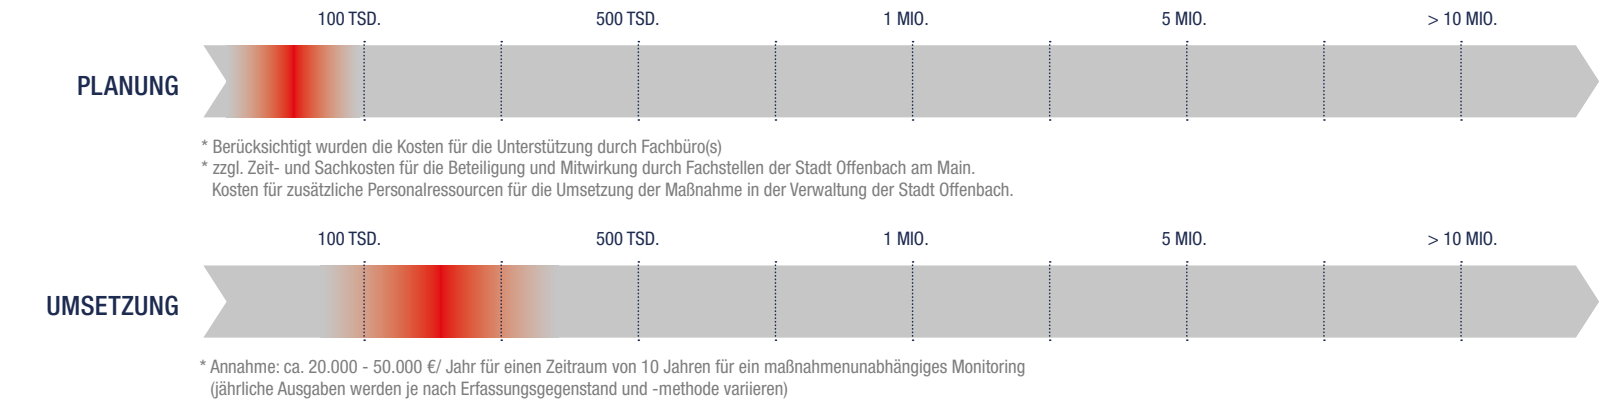 100 TSD. 500 TSD. 1 MIO. 5 MIO. > 10 MIO.
PLANUNG
* Berücksichtigt wurden die Kosten für die Unterstützung durch Fachbüro(s)
* zzgl. Zeit- und Sachkosten für die Beteiligung und Mitwirkung durch Fachstellen der Stadt Offenbach am Main.
Kosten für zusätzliche Personalressourcen für die Umsetzung der Maßnahme in der Verwaltung der Stadt Offenbach.
100 TSD. 500 TSD. 1 MIO. 5 MIO. > 10 MIO.
UMSETZUNG
* Annahme: ca. 20.000 - 50.000 €/ Jahr für einen Zeitraum von 10 Jahren für ein maßnahmenunabhängiges Monitoring
(jährliche Ausgaben werden je nach Erfassungsgegenstand und -methode variieren)